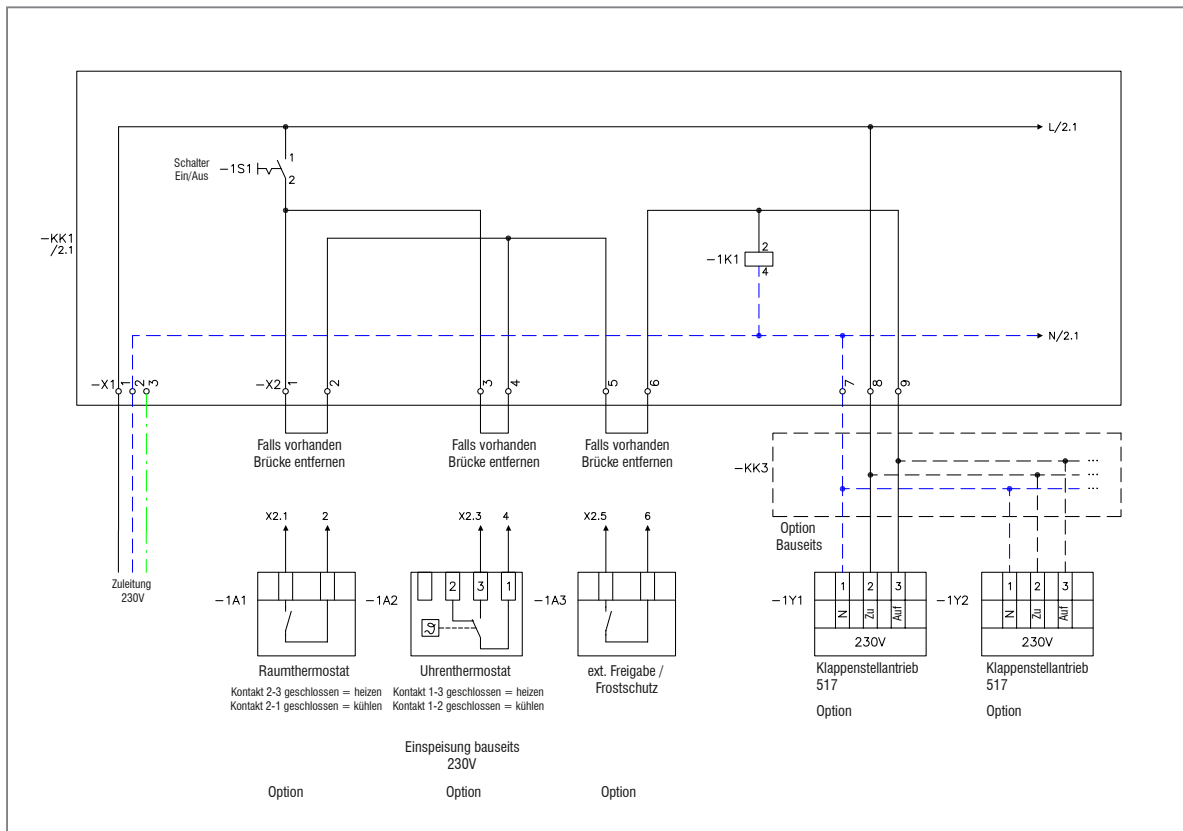 L/2.1
1
Schalter
Ein/Aus
-1S1
2
-KK1
/2.1
-1K1
2
4
N/2.1
-X1 1 2 3
-X2 1 2 3 4 5 6 7 8 9
Falls vorhanden
Brücke entfernen
Falls vorhanden
Brücke entfernen
Falls vorhanden
Brücke entfernen
-KK3
...
...
...
Option
Bauseits
X2.1 2
X2.3 4
X2.5 6
Zuleitung
230V
-1A1
-1A2
2 3 1
ϑ
-1A3
-1Y1
1 2 3
N Zu Auf
230V
-1Y2
1 2 3
N Zu Auf
230V
Raumthermostat
Kontakt 2-3 geschlossen = heizen
Kontakt 2-1 geschlossen = kühlen
Uhrenthermostat
Kontakt 1-3 geschlossen = heizen
Kontakt 1-2 geschlossen = kühlen
ext. Freigabe /
Frostschutz
Klappenstellantrieb
517
Option
Klappenstellantrieb
517
Option
Einspeisung bauseits
230V
Option
Option
Option